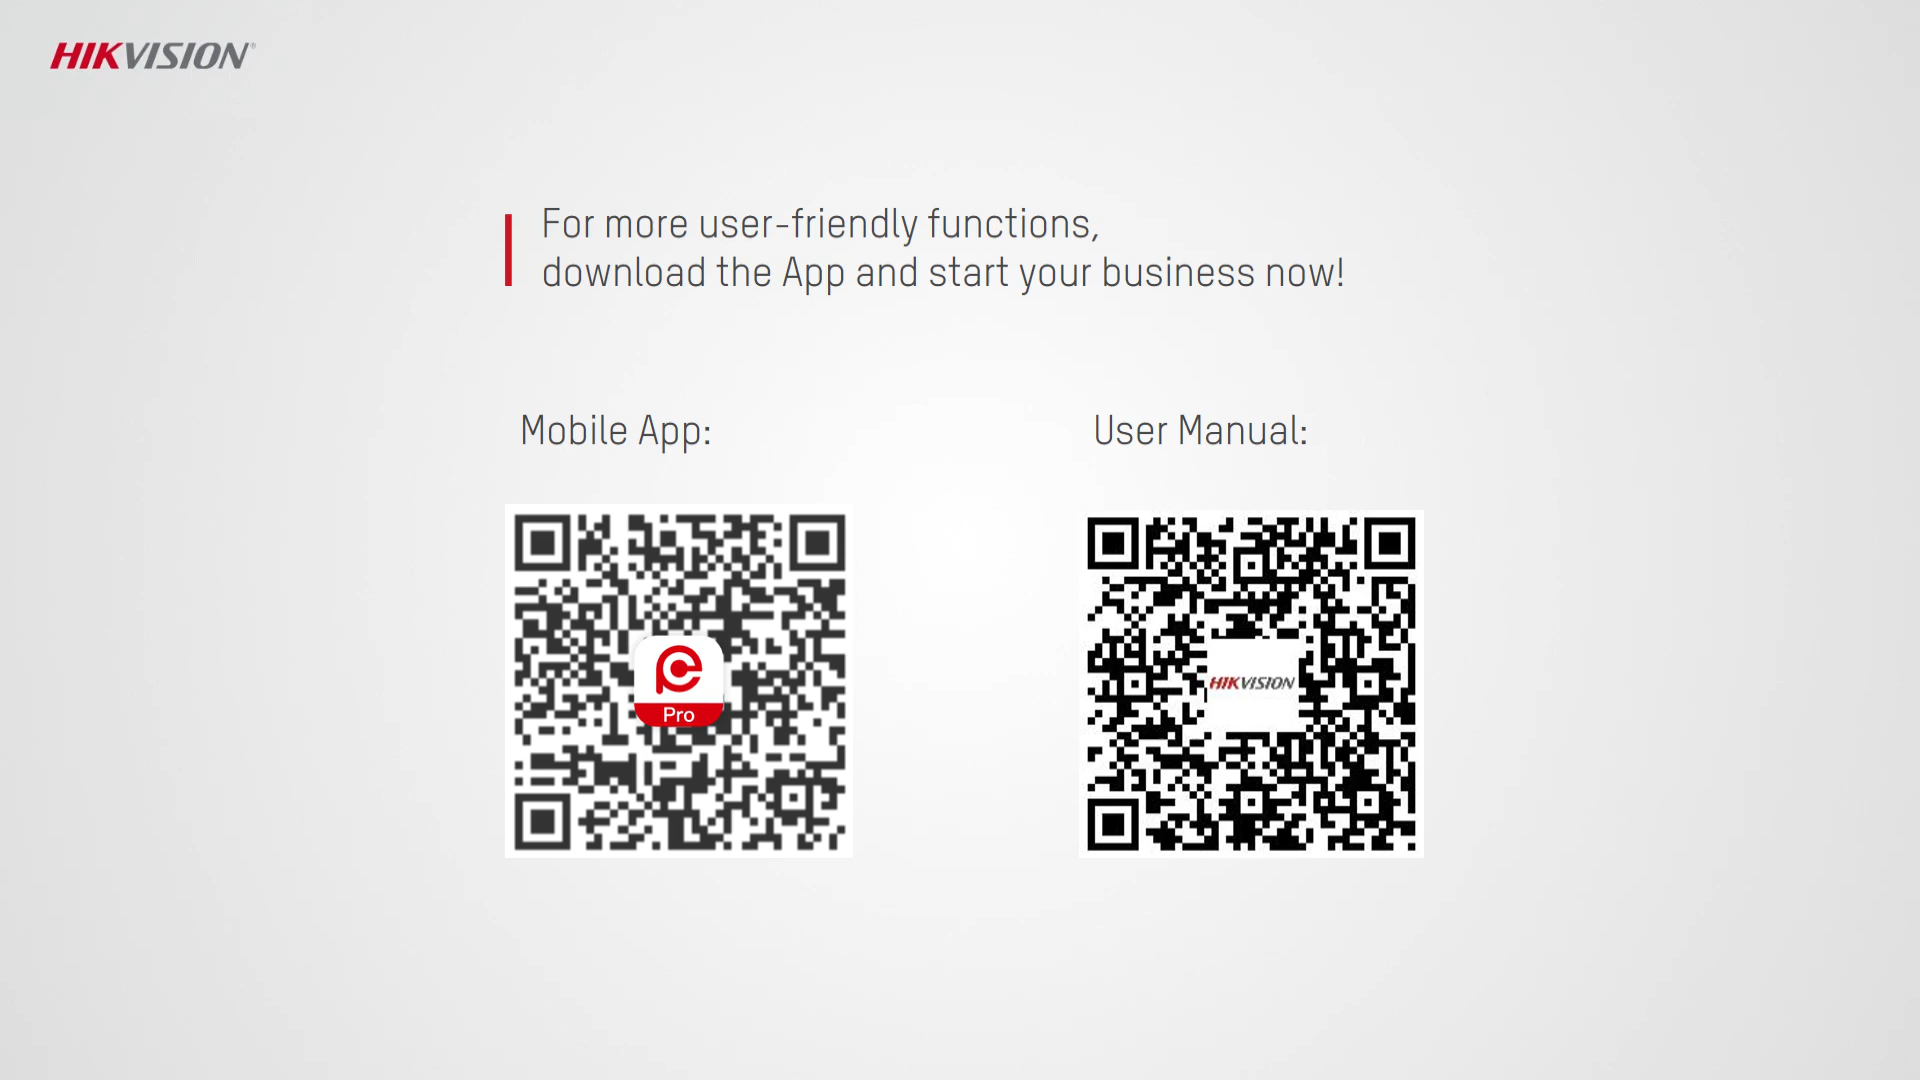 HIKVISION®
For more user-friendly functions,
download the App and start your business now!
Mobile App:
User Manual:
Pro
HIKVISION